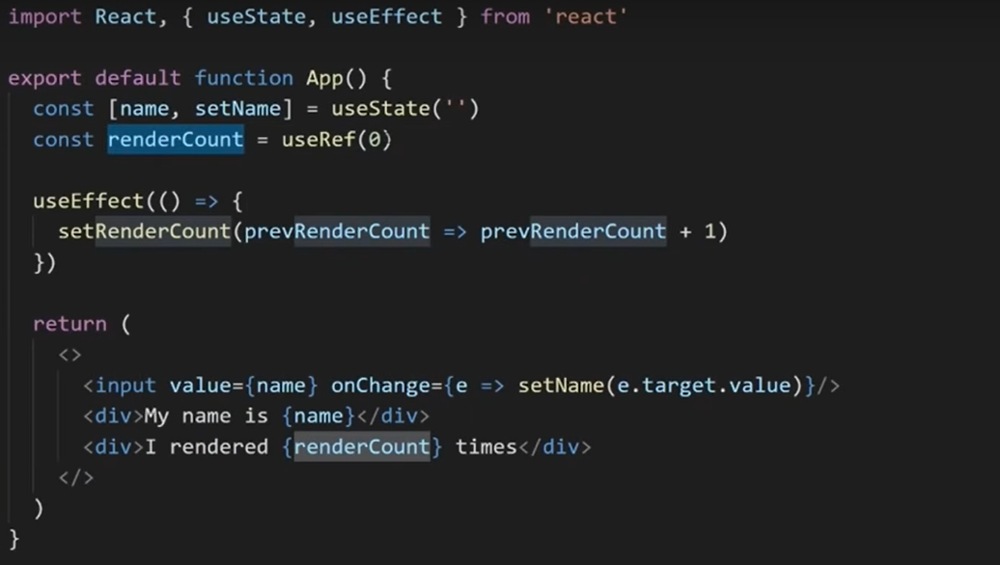 import React, { useState, useEffect } from 'react'
export default function App() {
const [name, setName] = useState('')
const renderCount = useRef(0)
useEffect(() => {
setRenderCount(prevRenderCount => prevRenderCount + 1)
})
return (
<>
<input value={name} onChange={e => setName(e.target.value)}/>
<div>My name is {name}</div>
<div>I rendered {renderCount} times</div>
</>
)
}